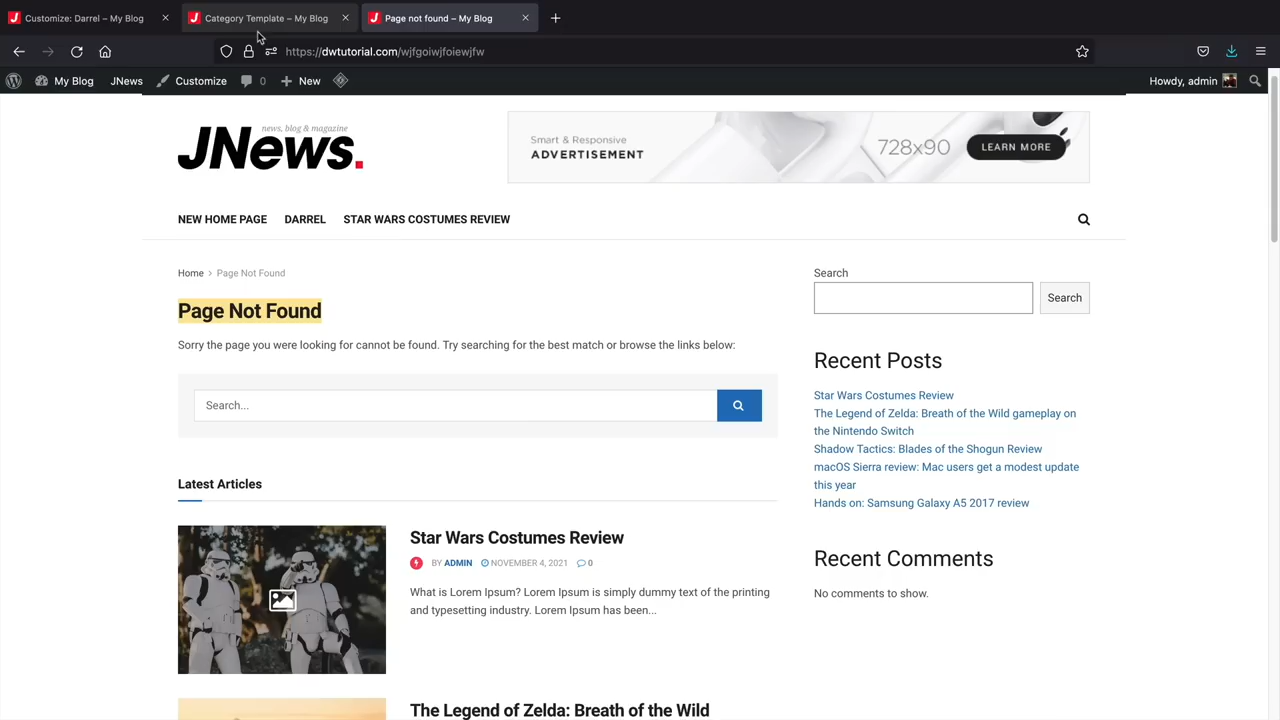 Customize: Darrel – My Blog
Category Template – My Blog
Page not found – My Blog
https://dwtutorial.com/wjfgoiwjfoiewjfw
My Blog
JNews
Customize
0
New
Howdy, admin
news, blog & magazine
JNews.
Smart & Responsive
ADVERTISEMENT
728x90
LEARN MORE
NEW HOME PAGE
DARREL
STAR WARS COSTUMES REVIEW
Home > Page Not Found
Page Not Found
Sorry the page you were looking for cannot be found. Try searching for the best match or browse the links below:
Search...
Latest Articles
Star Wars Costumes Review
BY ADMIN NOVEMBER 4, 2021 0
What is Lorem Ipsum? Lorem Ipsum is simply dummy text of the printing
and typesetting industry. Lorem Ipsum has been...
The Legend of Zelda: Breath of the Wild
Search
Search
Recent Posts
Star Wars Costumes Review
The Legend of Zelda: Breath of the Wild gameplay on
the Nintendo Switch
Shadow Tactics: Blades of the Shogun Review
macOS Sierra review: Mac users get a modest update
this year
Hands on: Samsung Galaxy A5 2017 review
Recent Comments
No comments to show.